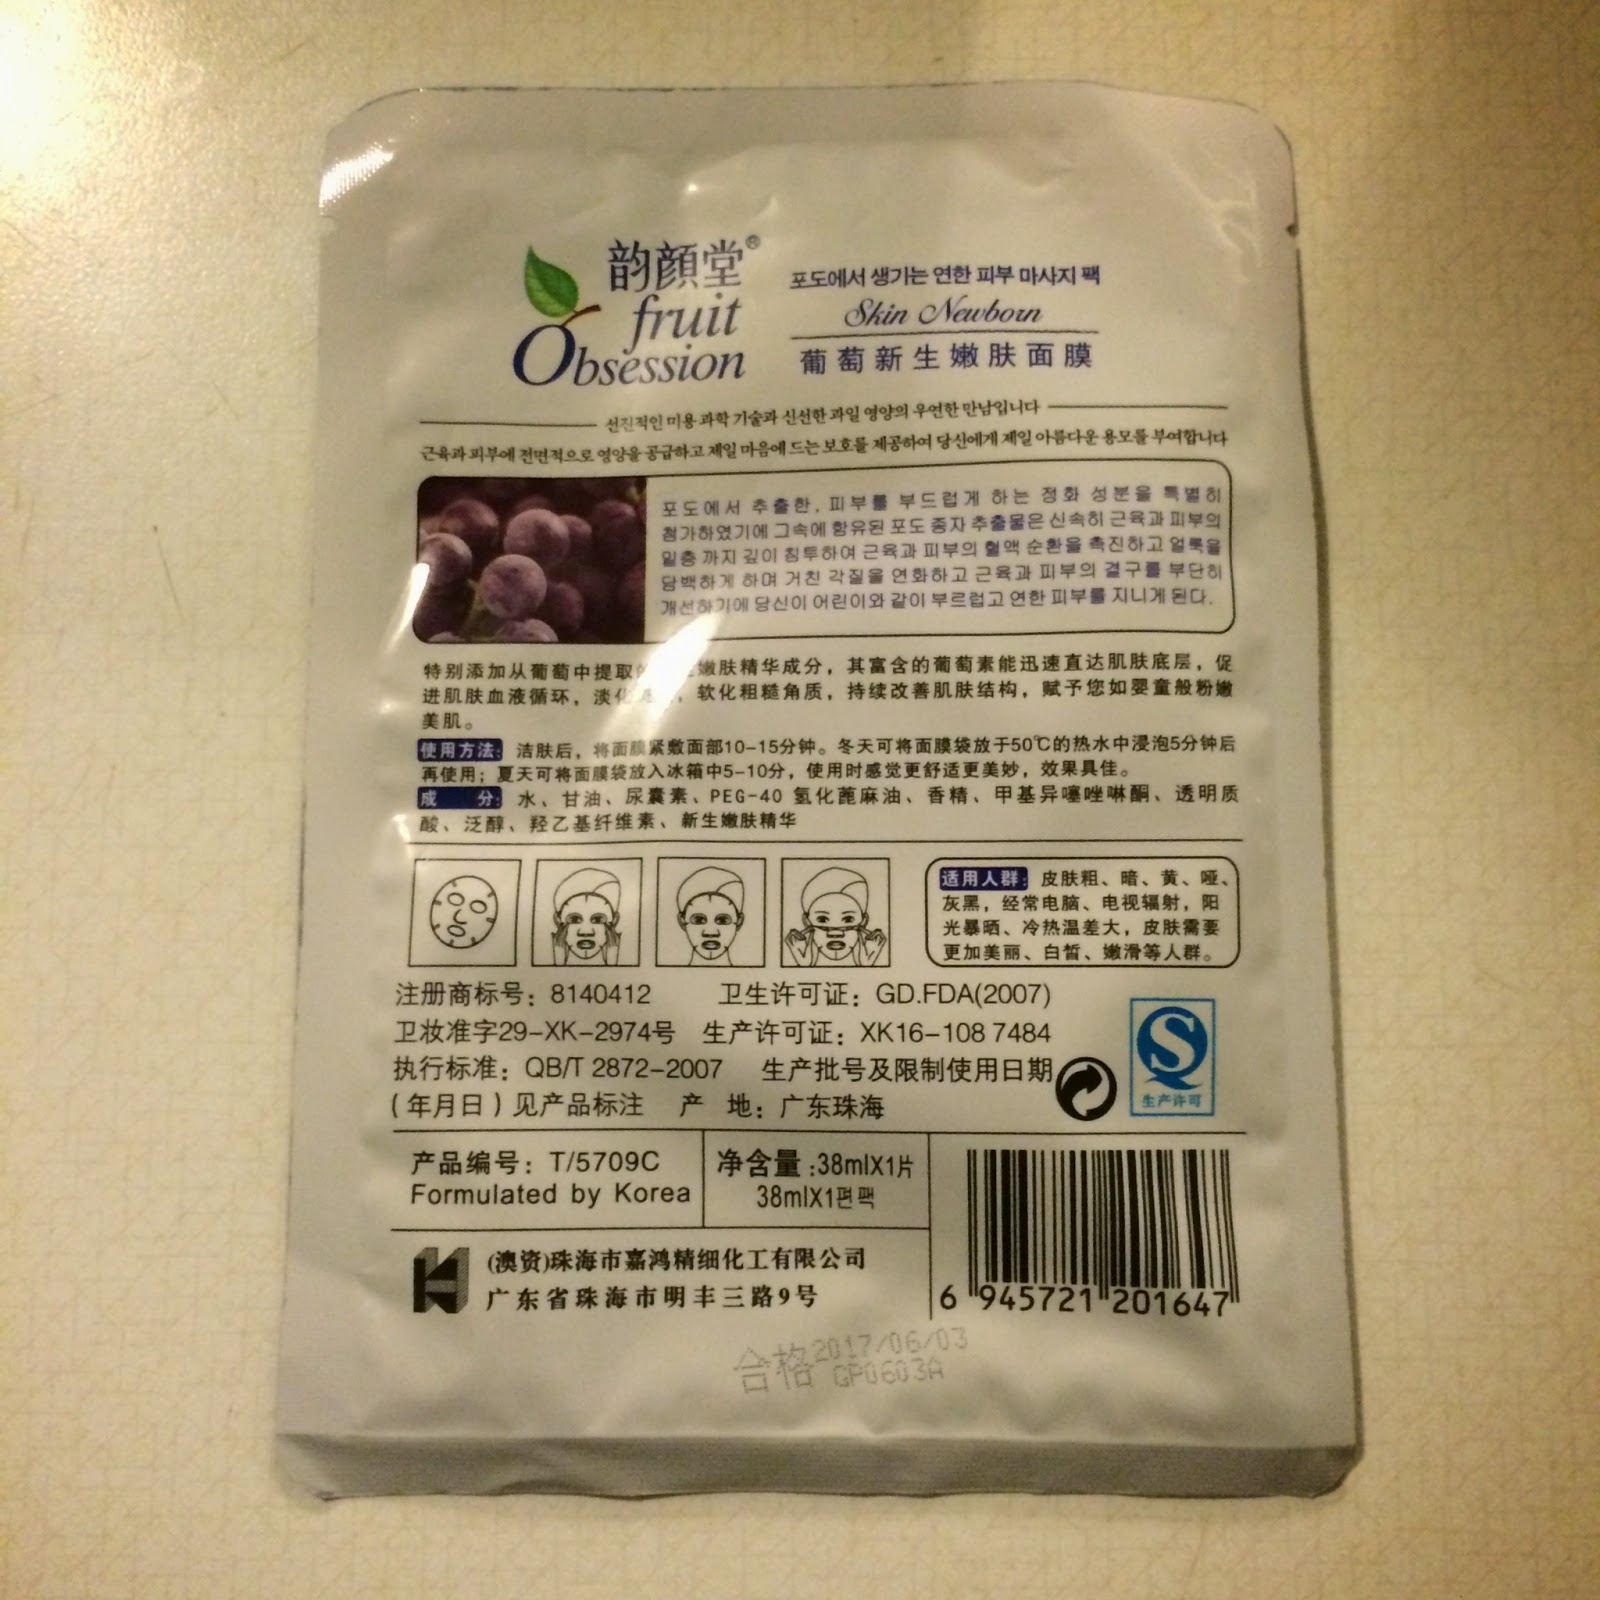 韵顔堂®
fruit
Obsession
포도에서 생기는 연한 피부 마사지 팩
Skin Newborn
葡萄新生嫩肤面膜
선진적인 미용 과학 기술과 신선한 과일 영양의 우연한 만남입니다
근육과 피부에 전면적으로 영양을 공급하고 제일 마음에 드는 보호를 제공하여 당신에게 제일 아름다운 용모를 부여합니다
포도에서 추출한, 피부를 부드럽게 하는 정화 성분을 특별히
첨가하였기에 그속에 함유된 포도 종자 추출물은 신속히 근육과 피부의
밑층 까지 깊이 침투하여 근육과 피부의 혈액 순환을 촉진하고 얼룩을
담백하게 하며 거친 각질을 연화하고 근육과 피부의 결구를 부단히
개선하기에 당신이 어린이와 같이 부르럽고 연한 피부를 지니게 된다.
特别添加从葡萄中提取 嫩肤精华成分，其富含的葡萄素能迅速直达肌肤底层，促
进肌肤血液循环，淡化 ，软化粗糙角质，持续改善肌肤结构，赋予您如婴童般粉嫩
美肌。
使用方法: 洁肤后，将面膜紧敷面部10-15分钟。冬天可将面膜袋放于50℃的热水中浸泡5分钟后
再使用；夏天可将面膜袋放入冰箱中5-10分，使用时感觉更舒适更美妙，效果具佳。
成 分: 水、甘油、尿囊素、PEG-40 氢化蓖麻油、香精、甲基异噻唑啉酮、透明质
酸、泛醇、羟乙基纤维素、新生嫩肤精华
适用人群: 皮肤粗、暗、黄、哑、
灰黑，经常电脑、电视辐射，阳
光暴晒、冷热温差大，皮肤需要
更加美丽、白皙、嫩滑等人群。
注册商标号：8140412 卫生许可证：GD.FDA(2007)
卫妆准字29-XK-2974号 生产许可证：XK16-108 7484
执行标准：QB/T 2872-2007 生产批号及限制使用日期
(年月日)见产品标注 产 地：广东珠海
生产许可
产品编号：T/5709C
Formulated by Korea
净含量:38mlX1片
38mlX1편팩
(澳资)珠海市嘉鸿精细化工有限公司
广东省珠海市明丰三路9号
6 945721 201647
合格 2017/06/03
GP0603A